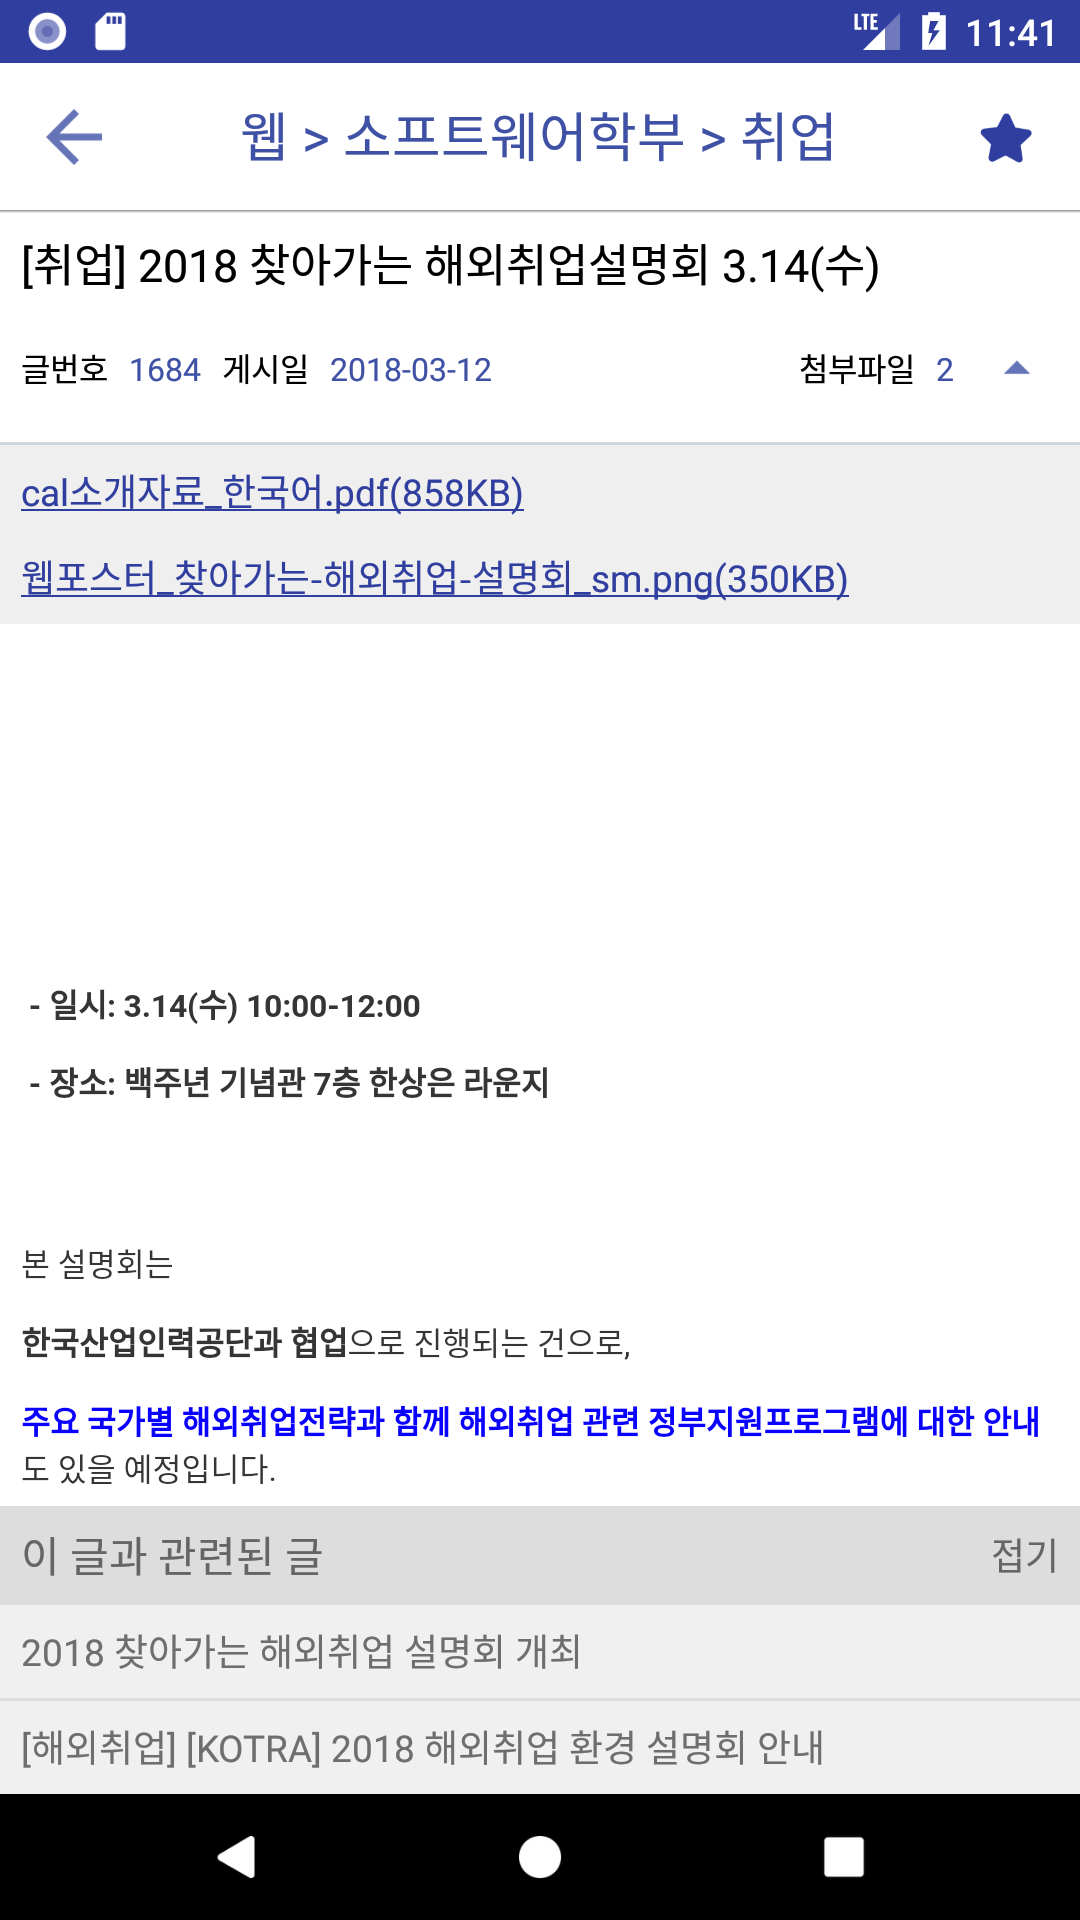 LTE 11:41
웹 > 소프트웨어학부 > 취업
[취업] 2018 찾아가는 해외취업설명회 3.14(수)
글번호 1684 게시일 2018-03-12 첨부파일 2
cal소개자료_한국어.pdf(858KB)
웹포스터_찾아가는-해외취업-설명회_sm.png(350KB)
- 일시: 3.14(수) 10:00-12:00
- 장소: 백주년 기념관 7층 한상은 라운지
본 설명회는
한국산업인력공단과 협업으로 진행되는 건으로,
주요 국가별 해외취업전략과 함께 해외취업 관련 정부지원프로그램에 대한 안내
도 있을 예정입니다.
이 글과 관련된 글 접기
2018 찾아가는 해외취업 설명회 개최
[해외취업] [KOTRA] 2018 해외취업 환경 설명회 안내